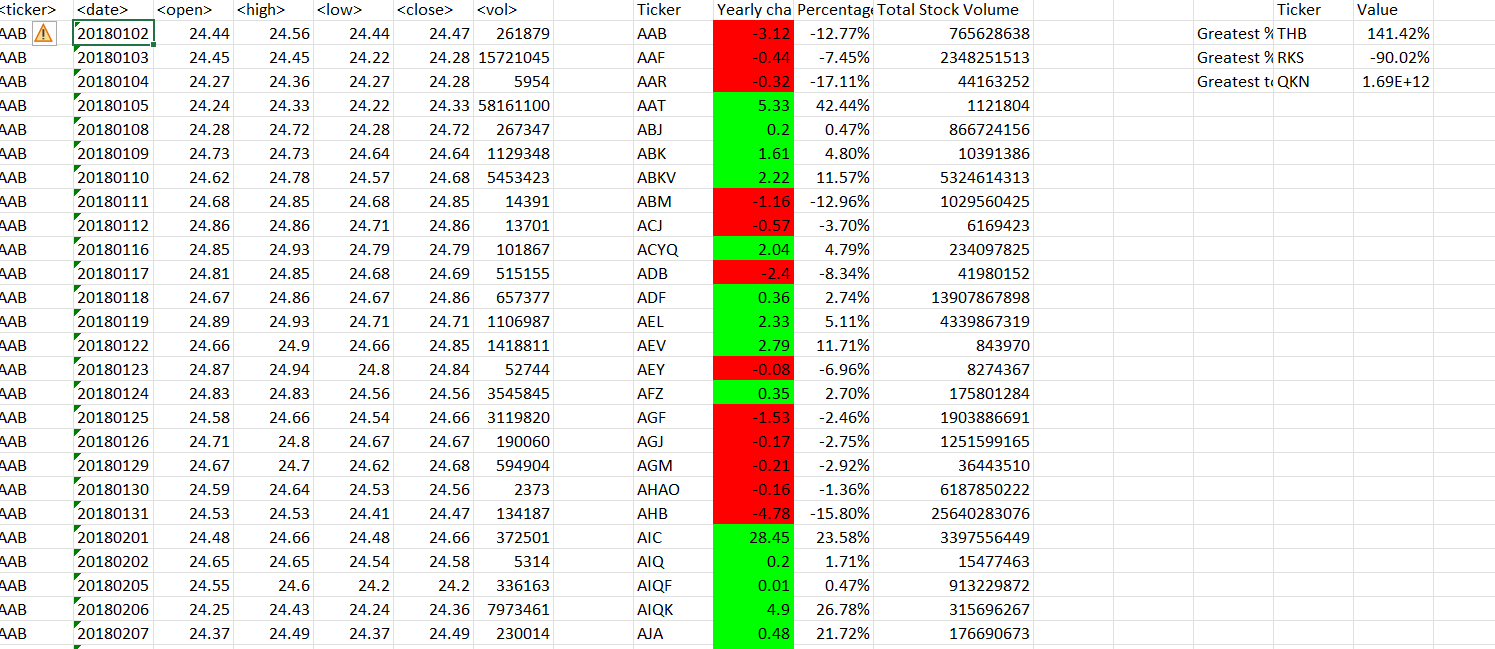 <ticker> <date> <open> <high> <low> <close> <vol> Ticker Yearly cha Percentage Total Stock Volume Ticker Value
AAB 20180102 24.44 24.56 24.44 24.47 261879 AAB -3.12 -12.77% 765628638 Greatest % THB 141.42%
AAB 20180103 24.45 24.45 24.22 24.28 15721045 AAF -0.44 -7.45% 2348251513 Greatest % RKS -90.02%
AAB 20180104 24.27 24.36 24.27 24.28 5954 AAR -0.32 -17.11% 44163252 Greatest to QKN 1.69E+12
AAB 20180105 24.24 24.33 24.22 24.33 58161100 AAT 5.33 42.44% 1121804
AAB 20180108 24.28 24.72 24.28 24.72 267347 ABJ 0.2 0.47% 866724156
AAB 20180109 24.73 24.73 24.64 24.64 1129348 ABK 1.61 4.80% 10391386
AAB 20180110 24.62 24.78 24.57 24.68 5453423 ABKV 2.22 11.57% 5324614313
AAB 20180111 24.68 24.85 24.68 24.85 14391 ABM -1.16 -12.96% 1029560425
AAB 20180112 24.86 24.86 24.71 24.86 13701 ACJ -0.57 -3.70% 6169423
AAB 20180116 24.85 24.93 24.79 24.79 101867 ACYQ 2.04 4.79% 234097825
AAB 20180117 24.81 24.85 24.68 24.69 515155 ADB -2.4 -8.34% 41980152
AAB 20180118 24.67 24.86 24.67 24.86 657377 ADF 0.36 2.74% 13907867898
AAB 20180119 24.89 24.93 24.71 24.71 1106987 AEL 2.33 5.11% 4339867319
AAB 20180122 24.66 24.9 24.66 24.85 1418811 AEV 2.79 11.71% 843970
AAB 20180123 24.87 24.94 24.8 24.84 52744 AEY -0.08 -6.96% 8274367
AAB 20180124 24.83 24.83 24.56 24.56 3545845 AFZ 0.35 2.70% 175801284
AAB 20180125 24.58 24.66 24.54 24.66 3119820 AGF -1.53 -2.46% 1903886691
AAB 20180126 24.71 24.8 24.67 24.67 190060 AGJ -0.17 -2.75% 1251599165
AAB 20180129 24.67 24.7 24.62 24.68 594904 AGM -0.21 -2.92% 36443510
AAB 20180130 24.59 24.64 24.53 24.56 2373 AHAO -0.16 -1.36% 6187850222
AAB 20180131 24.53 24.53 24.41 24.47 134187 AHB -4.78 -15.80% 25640283076
AAB 20180201 24.48 24.66 24.48 24.66 372501 AIC 28.45 23.58% 3397556449
AAB 20180202 24.65 24.65 24.54 24.58 5314 AIQ 0.2 1.71% 15477463
AAB 20180205 24.55 24.6 24.2 24.2 336163 AIQF 0.01 0.47% 913229872
AAB 20180206 24.25 24.43 24.24 24.36 7973461 AIQK 4.9 26.78% 315696267
AAB 20180207 24.37 24.49 24.37 24.49 230014 AJA 0.48 21.72% 176690673